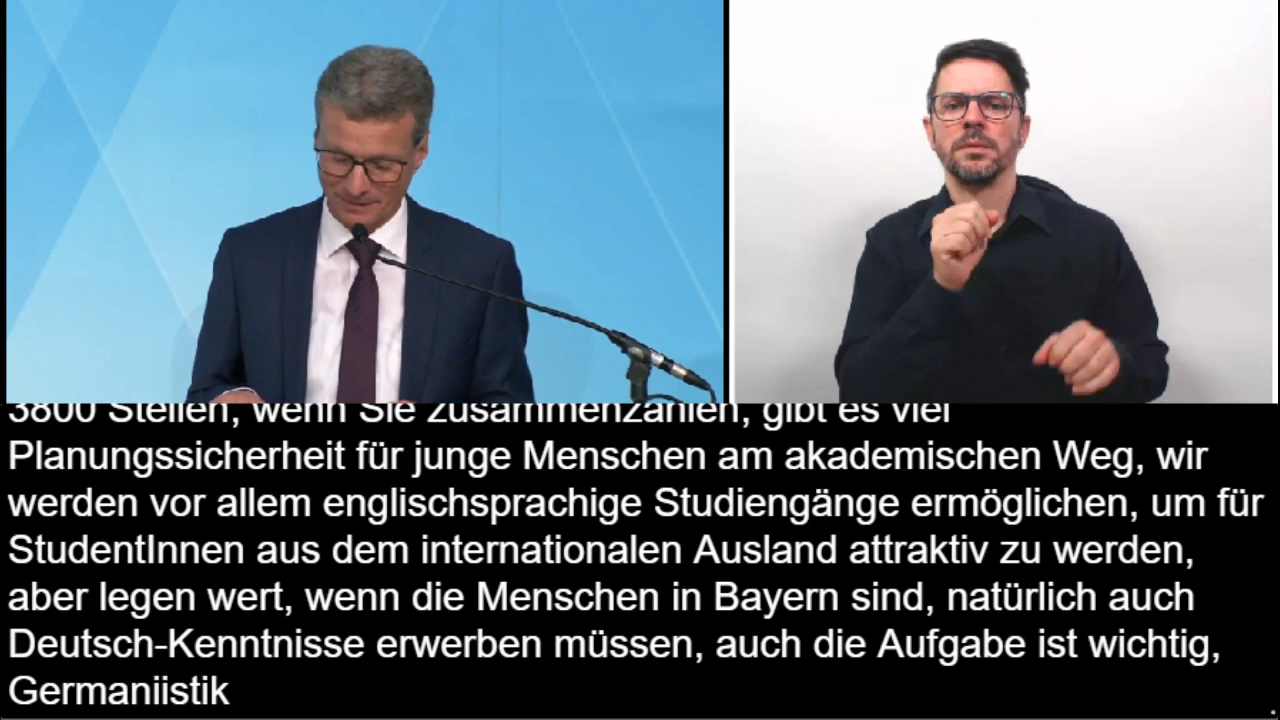 3800 Stellen, wenn Sie zusammenzählen, gibt es viel
Planungssicherheit für junge Menschen am akademischen Weg, wir
werden vor allem englischsprachige Studiengänge ermöglichen, um für
StudentInnen aus dem internationalen Ausland attraktiv zu werden,
aber legen wert, wenn die Menschen in Bayern sind, natürlich auch
Deutsch-Kenntnisse erwerben müssen, auch die Aufgabe ist wichtig,
Germaniistik